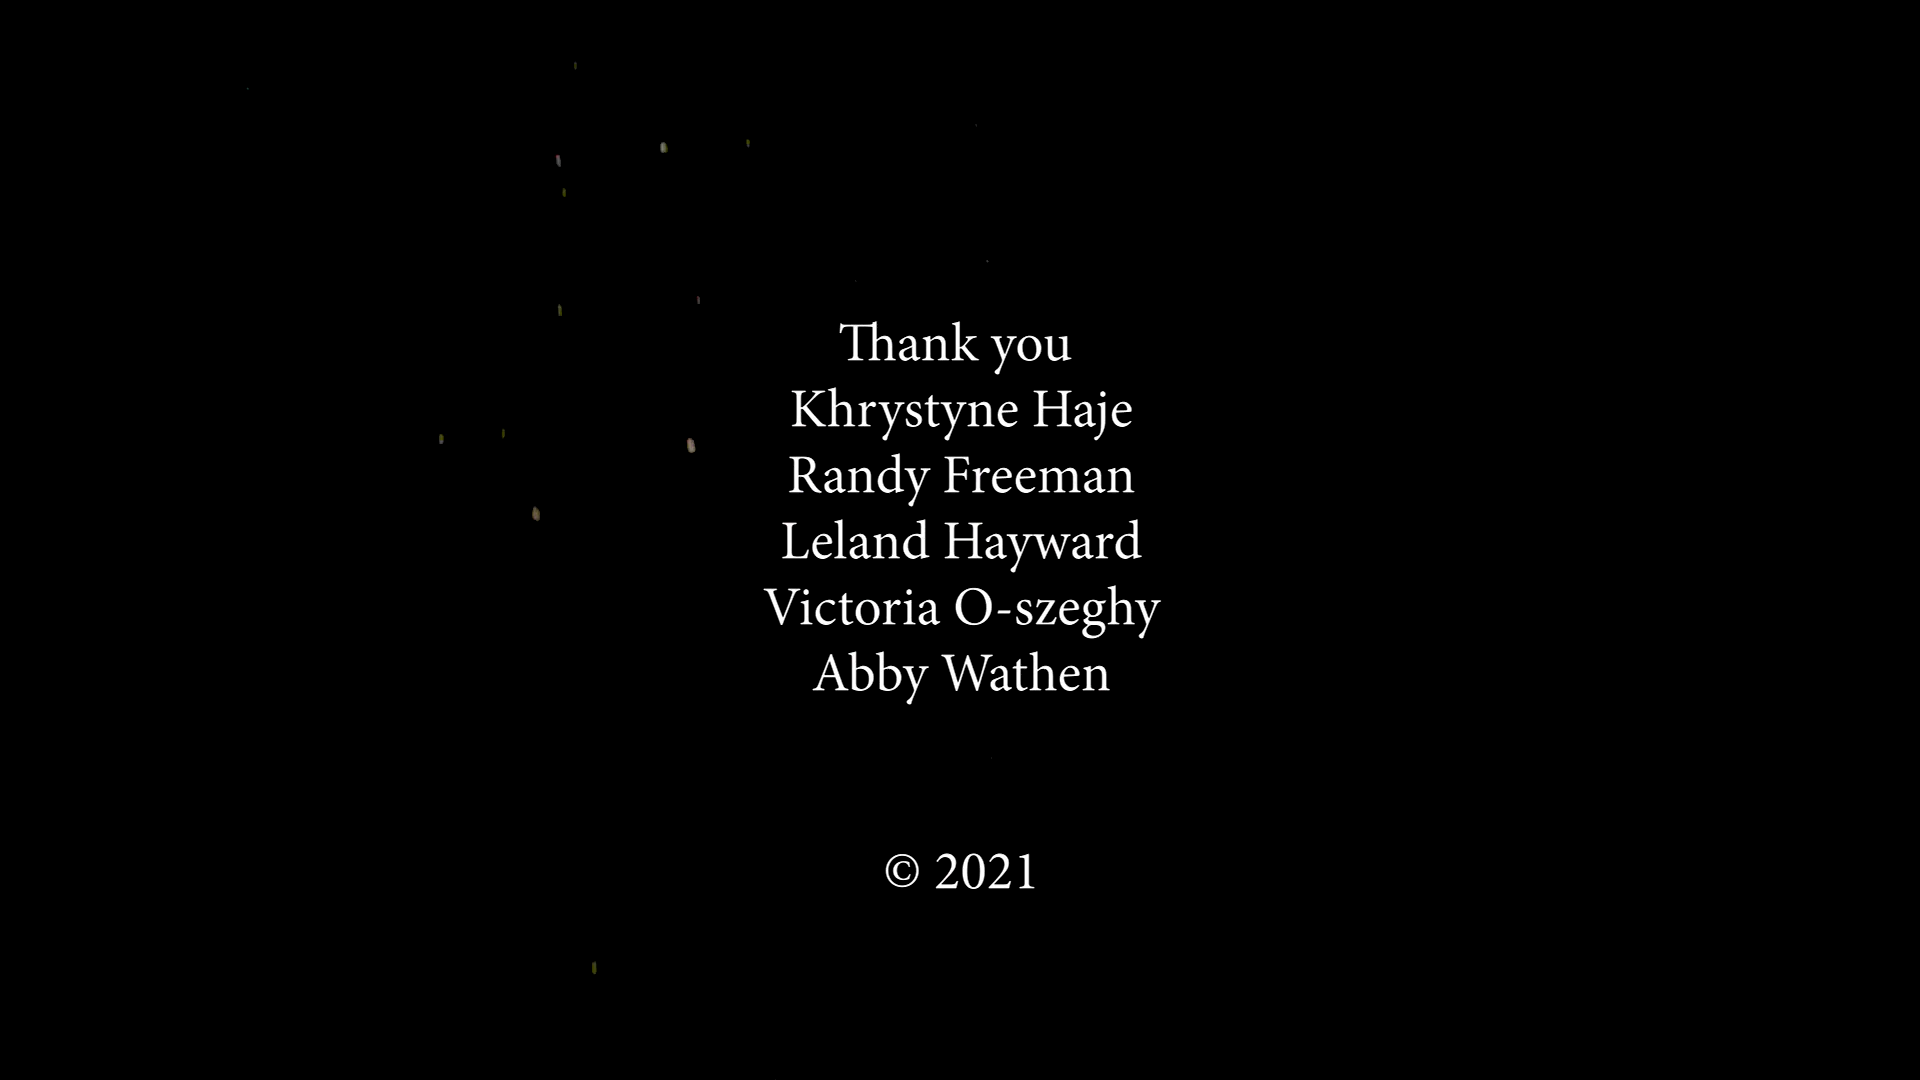 Thank you
Khrystyne Haje
Randy Freeman
Leland Hayward
Victoria O-szeghy
Abby Wathen
© 2021